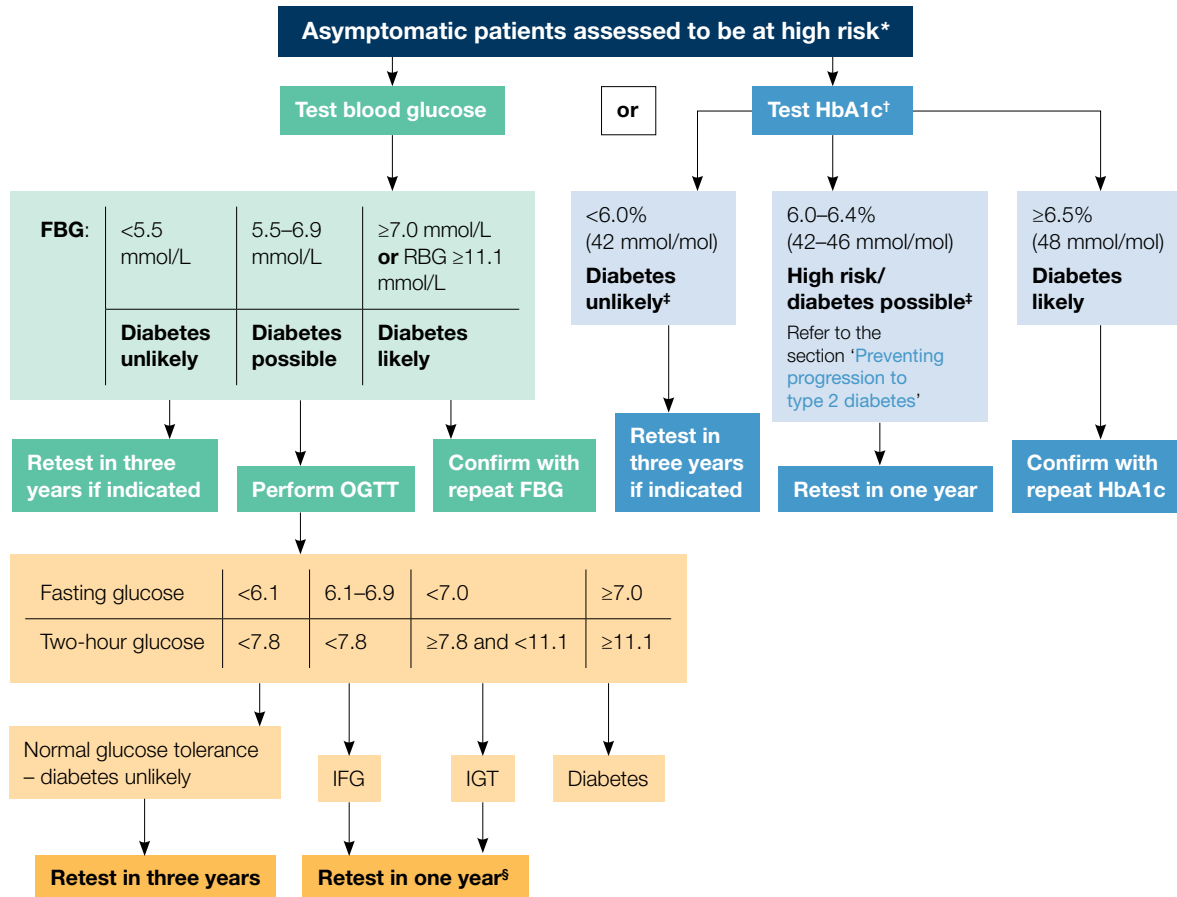 Asymptomatic patients assessed to be at high risk*
Test blood glucose
or
Test HbA1c†
FBG:
<5.5
mmol/L
5.5–6.9
mmol/L
≥7.0 mmol/L
or RBG ≥11.1
mmol/L
Diabetes
unlikely
Diabetes
possible
Diabetes
likely
<6.0%
(42 mmol/mol)
Diabetes
unlikely‡
6.0–6.4%
(42–46 mmol/mol)
High risk/
diabetes possible‡
Refer to the
section ‘Preventing
progression to
type 2 diabetes’
≥6.5%
(48 mmol/mol)
Diabetes
likely
Retest in three
years if indicated
Perform OGTT
Confirm with
repeat FBG
Retest in
three years
if indicated
Retest in one year
Confirm with
repeat HbA1c
Fasting glucose <6.1 6.1–6.9 <7.0 ≥7.0
Two-hour glucose <7.8 <7.8 ≥7.8 and <11.1 ≥11.1
Normal glucose tolerance
– diabetes unlikely
IFG
IGT
Diabetes
Retest in three years
Retest in one year§